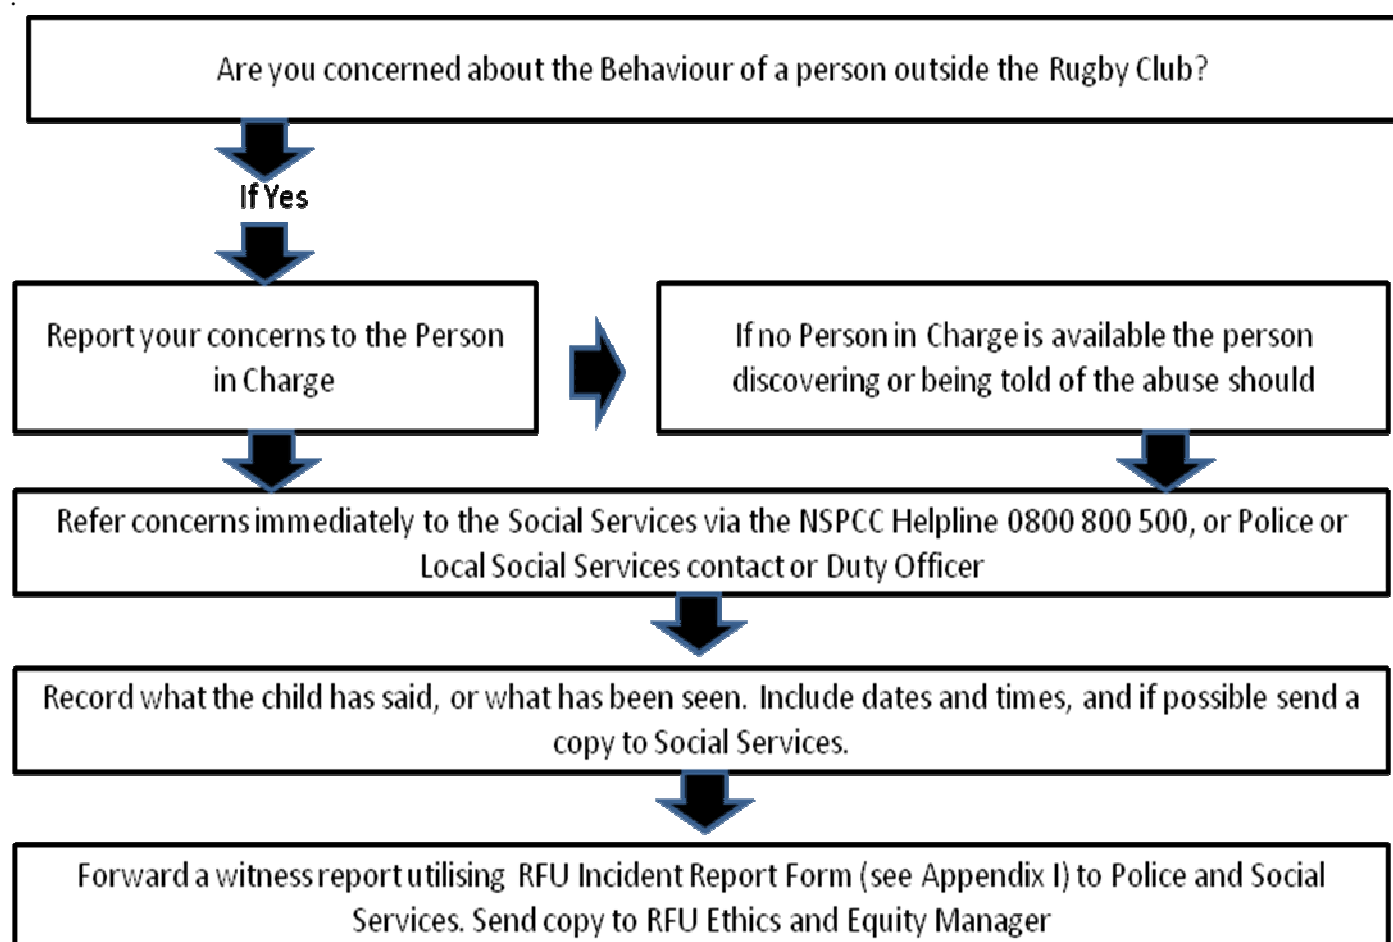 Are you concerned about the Behaviour of a person outside the Rugby Club?
If Yes
Report your concerns to the Person
in Charge
If no Person in Charge is available the person
discovering or being told of the abuse should
Refer concerns immediately to the Social Services via the NSPCC Helpline 0800 800 500, or Police or
Local Social Services contact or Duty Officer
Record what the child has said, or what has been seen. Include dates and times, and if possible send a
copy to Social Services.
Forward a witness report utilising RFU Incident Report Form (see Appendix I) to Police and Social
Services. Send copy to RFU Ethics and Equity Manager